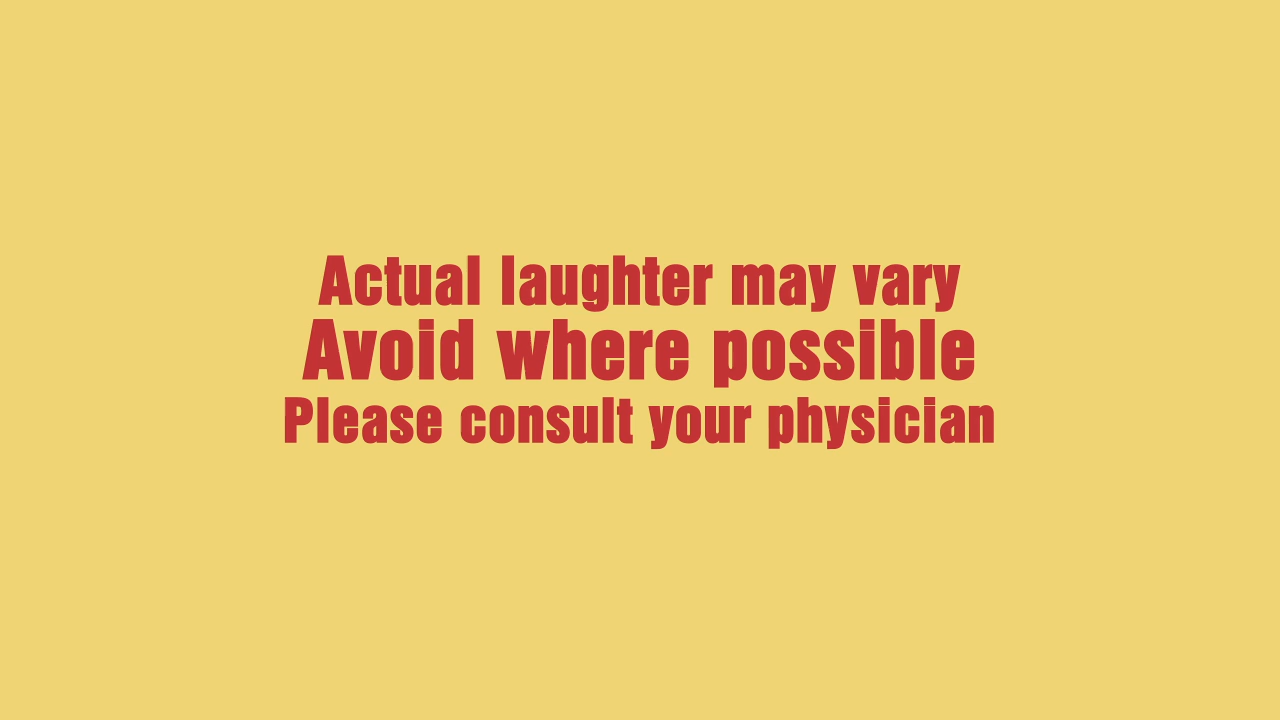 Actual laughter may vary
Avoid where possible
Please consult your physician